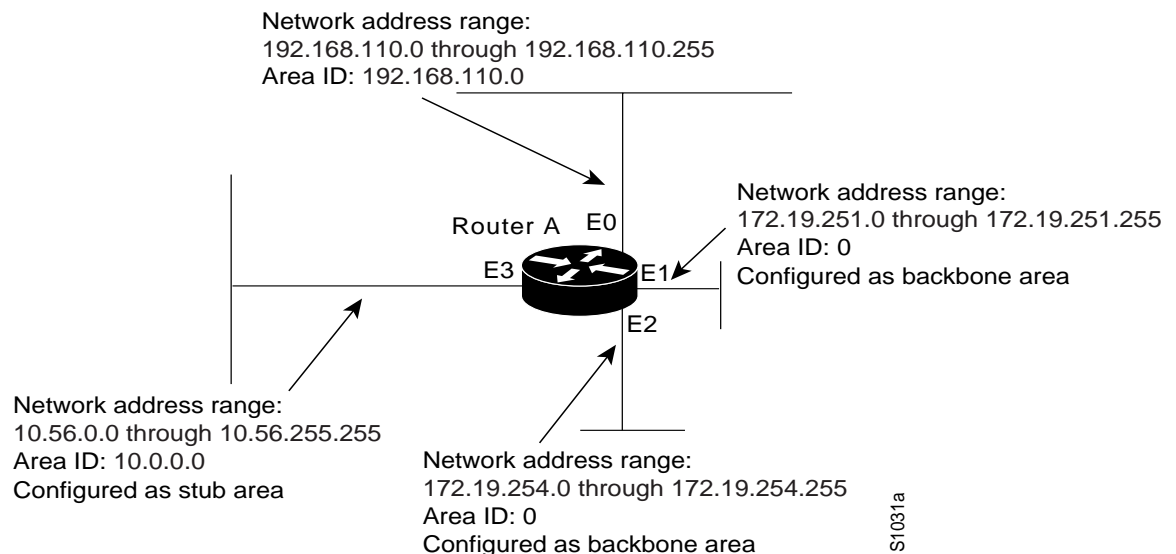 Network address range:
192.168.110.0 through 192.168.110.255
Area ID: 192.168.110.0
Network address range:
172.19.251.0 through 172.19.251.255
Area ID: 0
Configured as backbone area
Router A
E0
E3
E1
E2
Network address range:
10.56.0.0 through 10.56.255.255
Area ID: 10.0.0.0
Configured as stub area
Network address range:
172.19.254.0 through 172.19.254.255
Area ID: 0
Configured as backbone area
S1031a